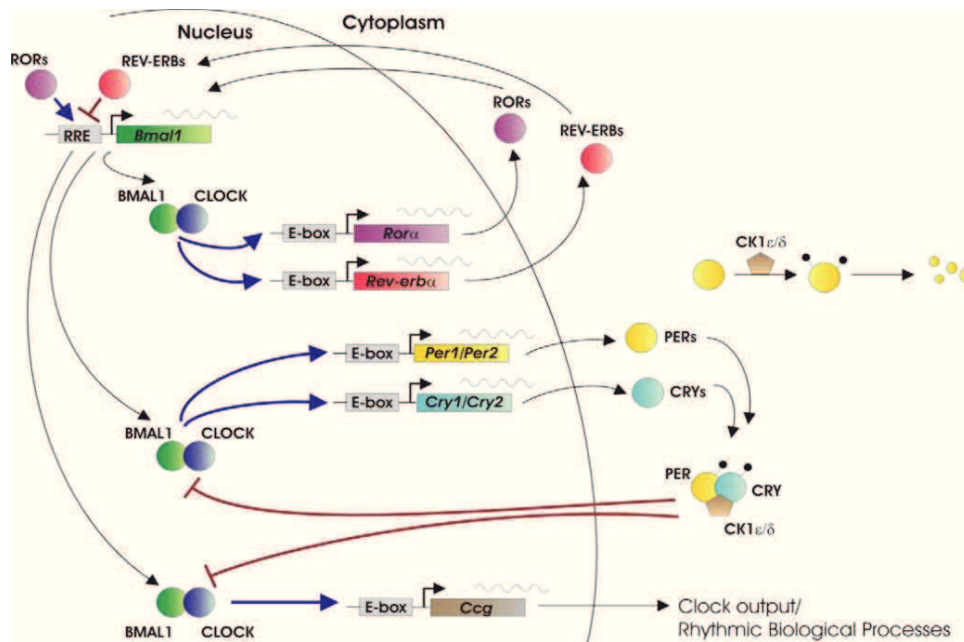 Nucleus
Cytoplasm
RORs
REV-ERBs
RRE
Bmal1
RORs
REV-ERBs
BMAL1
CLOCK
E-box
Rorα
E-box
Rev-erbα
CK1ε/δ
E-box
Per1/Per2
PERs
E-box
Cry1/Cry2
CRYs
BMAL1
CLOCK
PER
CRY
CK1ε/δ
E-box
Ccg
BMAL1
CLOCK
Clock output/
Rhythmic Biological Processes